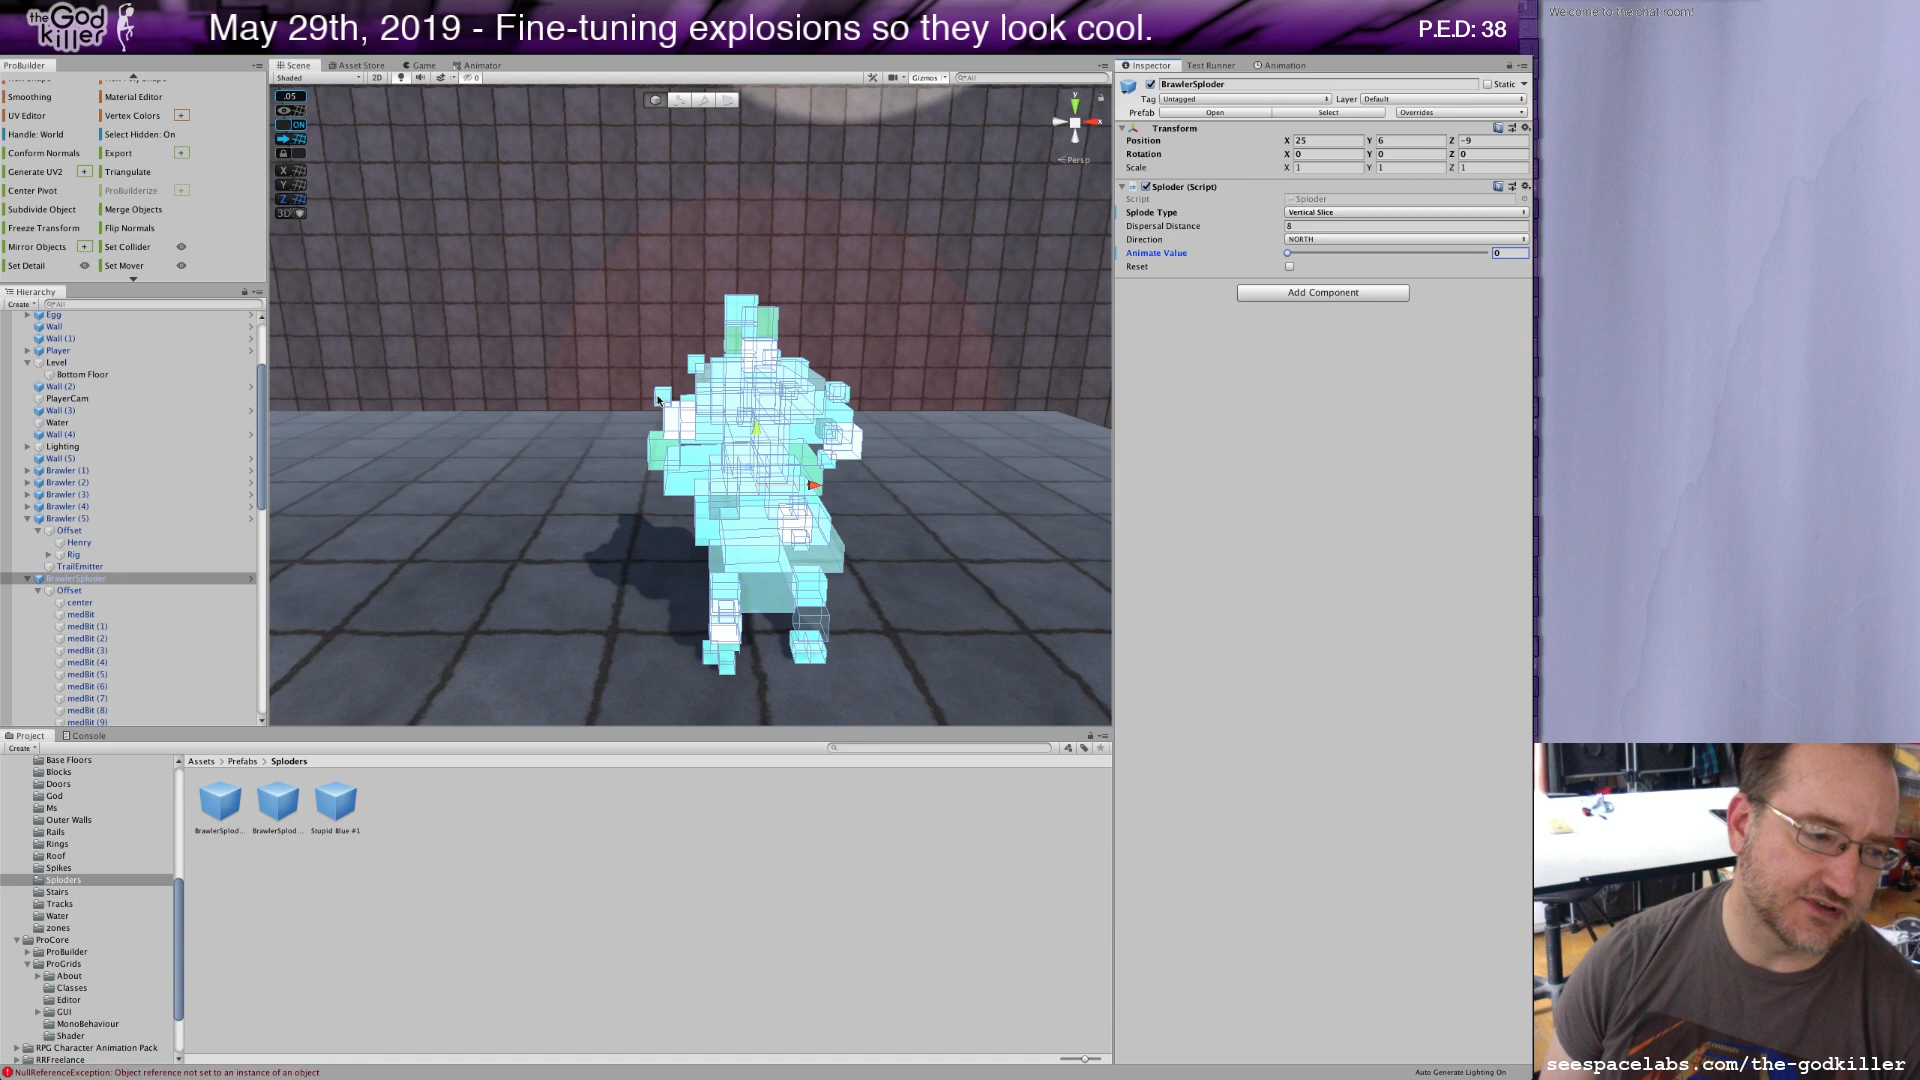 the God killer
May 29th, 2019 - Fine-tuning explosions so they look cool.
P.E.D: 38
Welcome to the chat room!
ProBuilder
Smoothing
Material Editor
UV Editor
Vertex Colors
Handle: World
Select Hidden: On
Conform Normals
Export
Generate UV2
Triangulate
Center Pivot
ProBuilderize
Subdivide Object
Merge Objects
Freeze Transform
Flip Normals
Mirror Objects
Set Collider
Set Detail
Set Mover
Hierarchy
Create
All
Egg
Wall
Wall (1)
Player
Level
Bottom Floor
Wall (2)
PlayerCam
Wall (3)
Water
Wall (4)
Lighting
Wall (5)
Brawler (1)
Brawler (2)
Brawler (3)
Brawler (4)
Brawler (5)
Offset
Henry
Rig
TrailEmitter
BrawlerSploder
Offset
center
medBit
medBit (1)
medBit (2)
medBit (3)
medBit (4)
medBit (5)
medBit (6)
medBit (7)
medBit (8)
medBit (9)
Scene
Asset Store
Game
Animator
Shaded
2D
0
Gizmos
All
.05
ON
X
Y
Z
3D
y
x
Persp
Inspector
Test Runner
Animation
BrawlerSploder
Static
Tag Untagged
Layer Default
Prefab Open Select Overrides
Transform
Position X 25 Y 6 Z -9
Rotation X 0 Y 0 Z 0
Scale X 1 Y 1 Z 1
Sploder (Script)
Script Sploder
Splode Type Vertical Slice
Dispersal Distance 8
Direction NORTH
Animate Value 0
Reset
Add Component
Project
Console
Create
Base Floors
Blocks
Doors
God
Ms
Outer Walls
Rails
Rings
Roof
Spikes
Sploders
Stairs
Tracks
Water
zones
ProCore
ProBuilder
ProGrids
About
Classes
Editor
GUI
MonoBehaviour
Shader
RPG Character Animation Pack
RRFreelance
Assets > Prefabs > Sploders
BrawlerSplod...
BrawlerSplod...
Stupid Blue #1
NullReferenceException: Object reference not set to an instance of an object
Auto Generate Lighting On
seespacelabs.com/the-godkiller